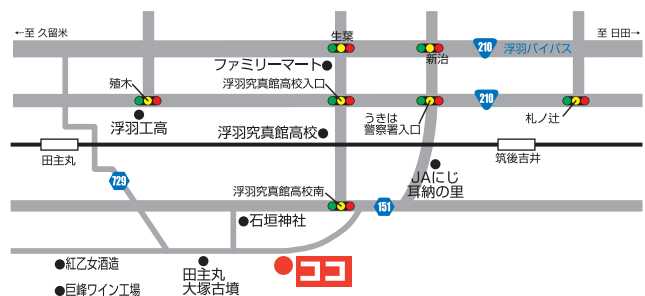 ←至 久留米
生葉
至 日田→
210
浮羽バイパス
新治
ファミリーマート
殖木
浮羽究真館高校入口
210
浮羽工高
うきは
警察署入口
札ノ辻
浮羽究真館高校
田主丸
筑後吉井
729
JAにじ
耳納の里
浮羽究真館高校南
151
石垣神社
紅乙女酒造
田主丸
大塚古墳
ココ
巨峰ワイン工場